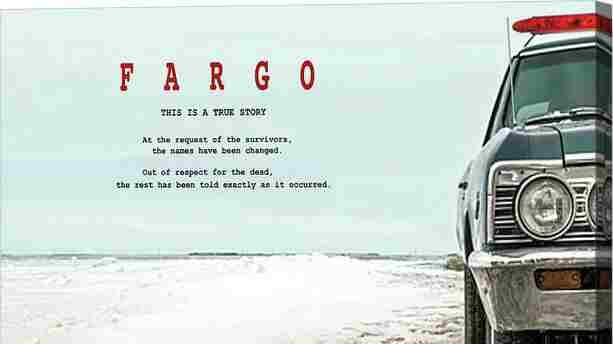 FARGO
THIS IS A TRUE STORY
At the request of the survivors,
the names have been changed.
Out of respect for the dead,
the rest has been told exactly as it occurred.